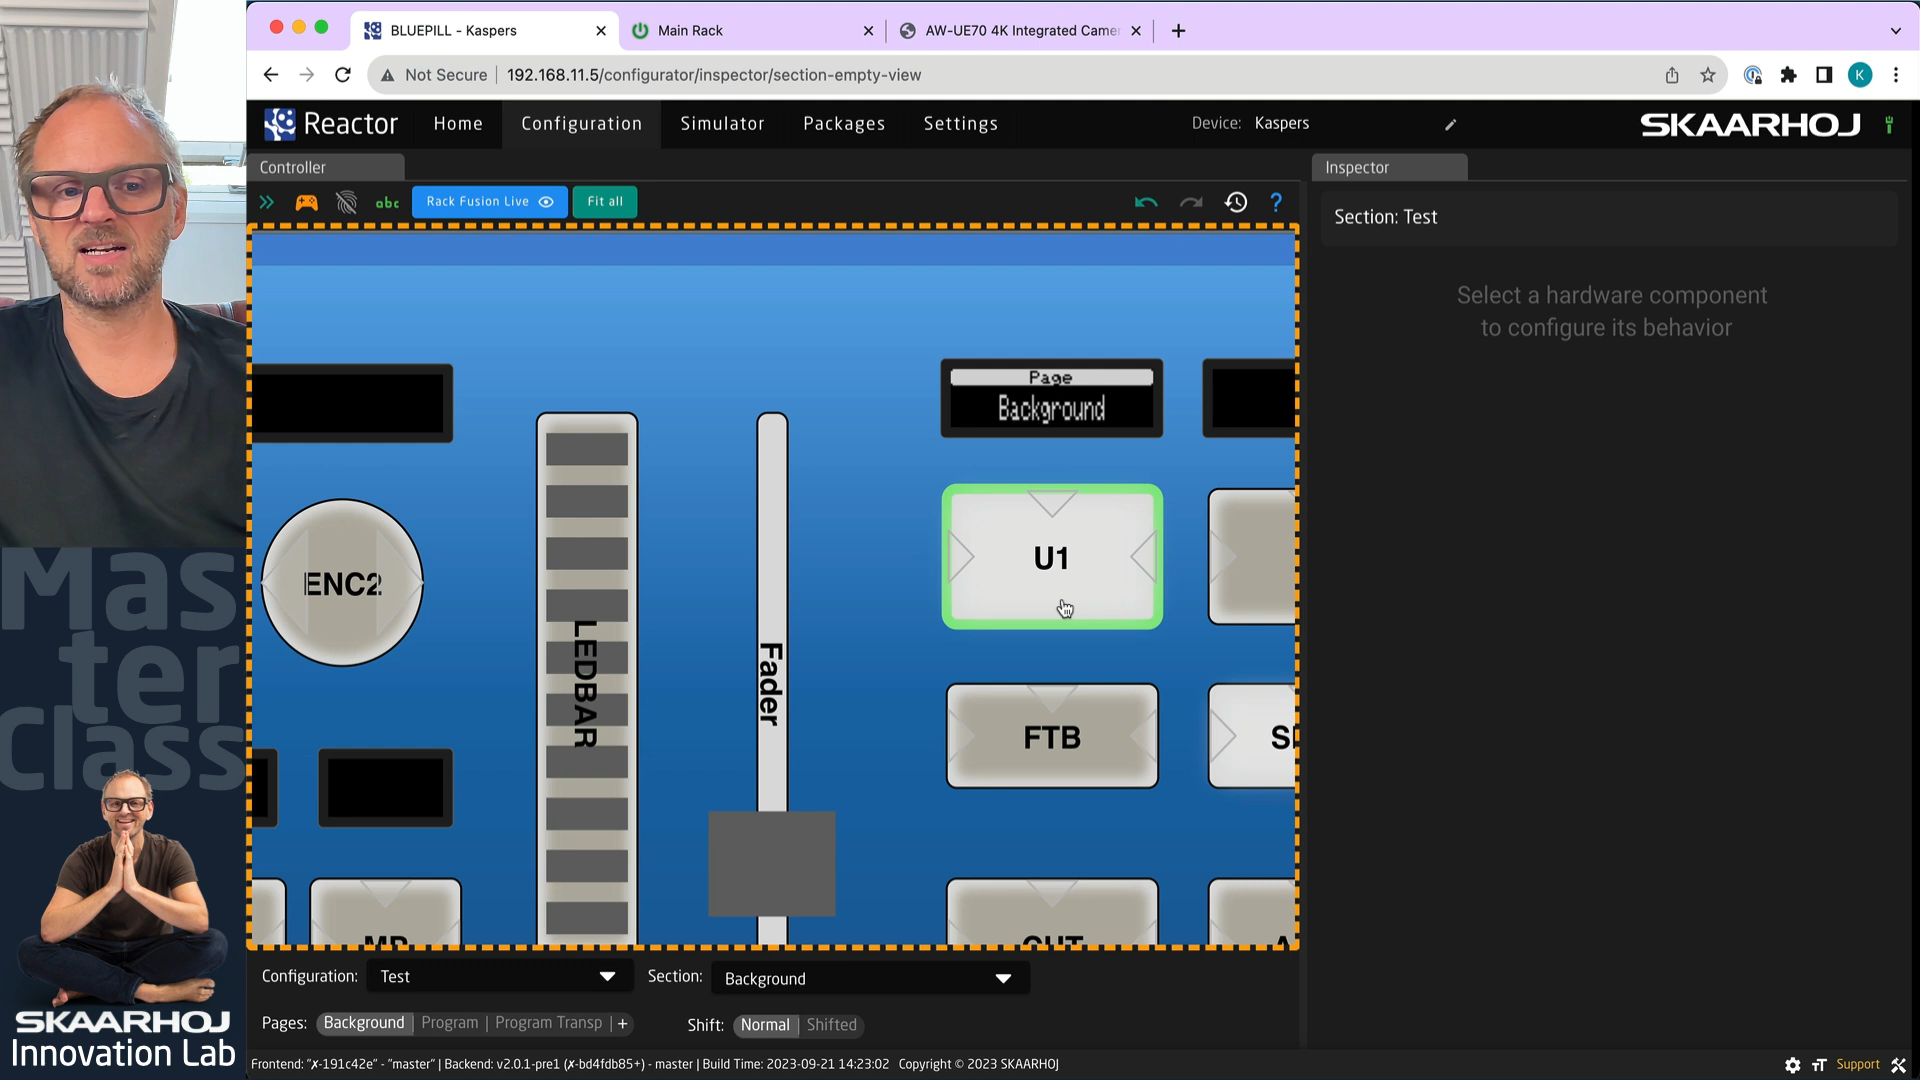 BLUEPILL - Kaspers
Main Rack
AW-UE70 4K Integrated Came
K
Not Secure
192.168.11.5/configurator/inspector/section-empty-view
Reactor
Home
Configuration
Simulator
Packages
Settings
Device: Kaspers
SKAARHOJ
Controller
Inspector
abc
Rack Fusion Live
Fit all
?
Section: Test
Select a hardware component
to configure its behavior
Page
Background
ENC2
LEDBAR
Fader
U1
FTB
CUT
Configuration: Test
Section: Background
Pages: Background | Program | Program Transp | +
Shift: Normal Shifted
Frontend: "✗-191c42e" - "master" | Backend: v2.0.1-pre1 (✗-bd4fdb85+) - master | Build Time: 2023-09-21 14:23:02 Copyright © 2023 SKAARHOJ
Support
Mas
ter
Class
SKAARHOJ
Innovation Lab